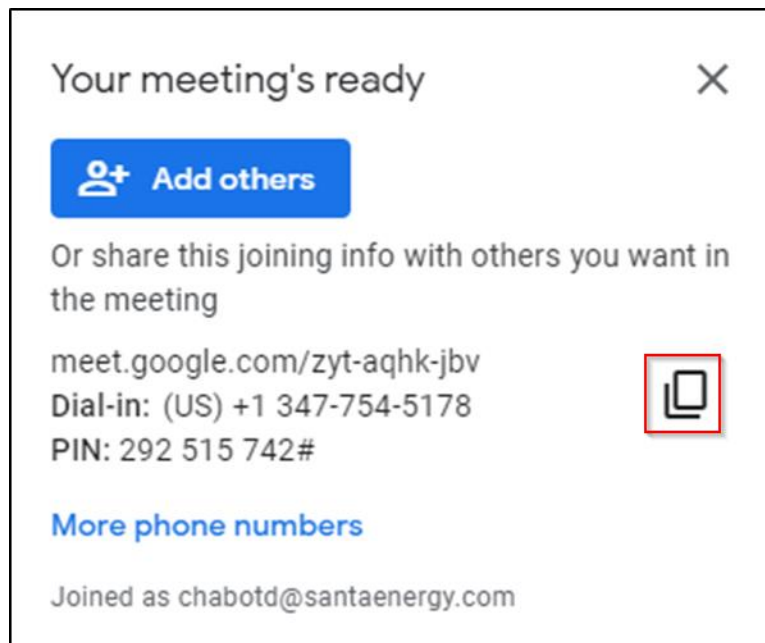 Your meeting's ready
Add others
Or share this joining info with others you want in
the meeting
meet.google.com/zyt-aqhk-jbv
Dial-in: (US) +1 347-754-5178
PIN: 292 515 742#
More phone numbers
Joined as chabotd@santaenergy.com